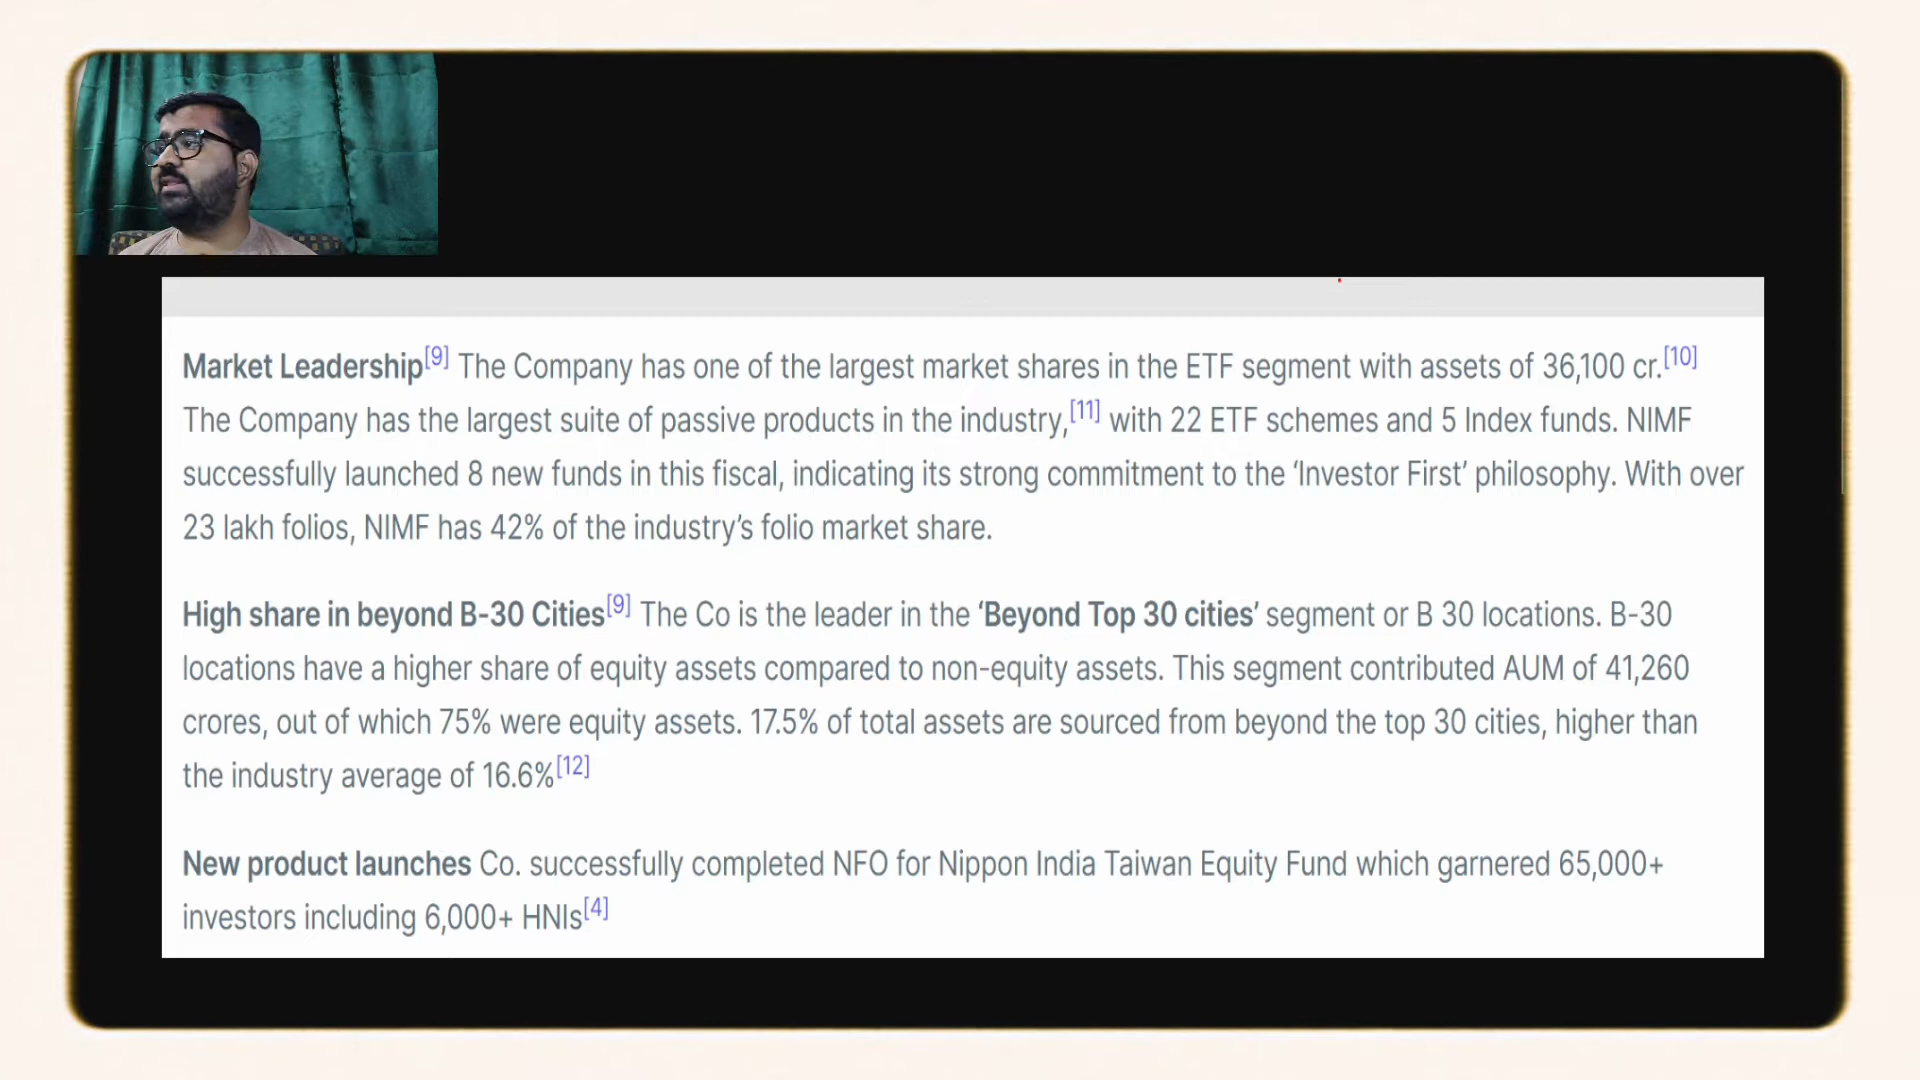 Market Leadership[9] The Company has one of the largest market shares in the ETF segment with assets of 36,100 cr.[10]
The Company has the largest suite of passive products in the industry,[11] with 22 ETF schemes and 5 Index funds. NIMF
successfully launched 8 new funds in this fiscal, indicating its strong commitment to the ‘Investor First’ philosophy. With over
23 lakh folios, NIMF has 42% of the industry’s folio market share.
High share in beyond B-30 Cities[9] The Co is the leader in the ‘Beyond Top 30 cities’ segment or B 30 locations. B-30
locations have a higher share of equity assets compared to non-equity assets. This segment contributed AUM of 41,260
crores, out of which 75% were equity assets. 17.5% of total assets are sourced from beyond the top 30 cities, higher than
the industry average of 16.6%[12]
New product launches Co. successfully completed NFO for Nippon India Taiwan Equity Fund which garnered 65,000+
investors including 6,000+ HNIs[4]